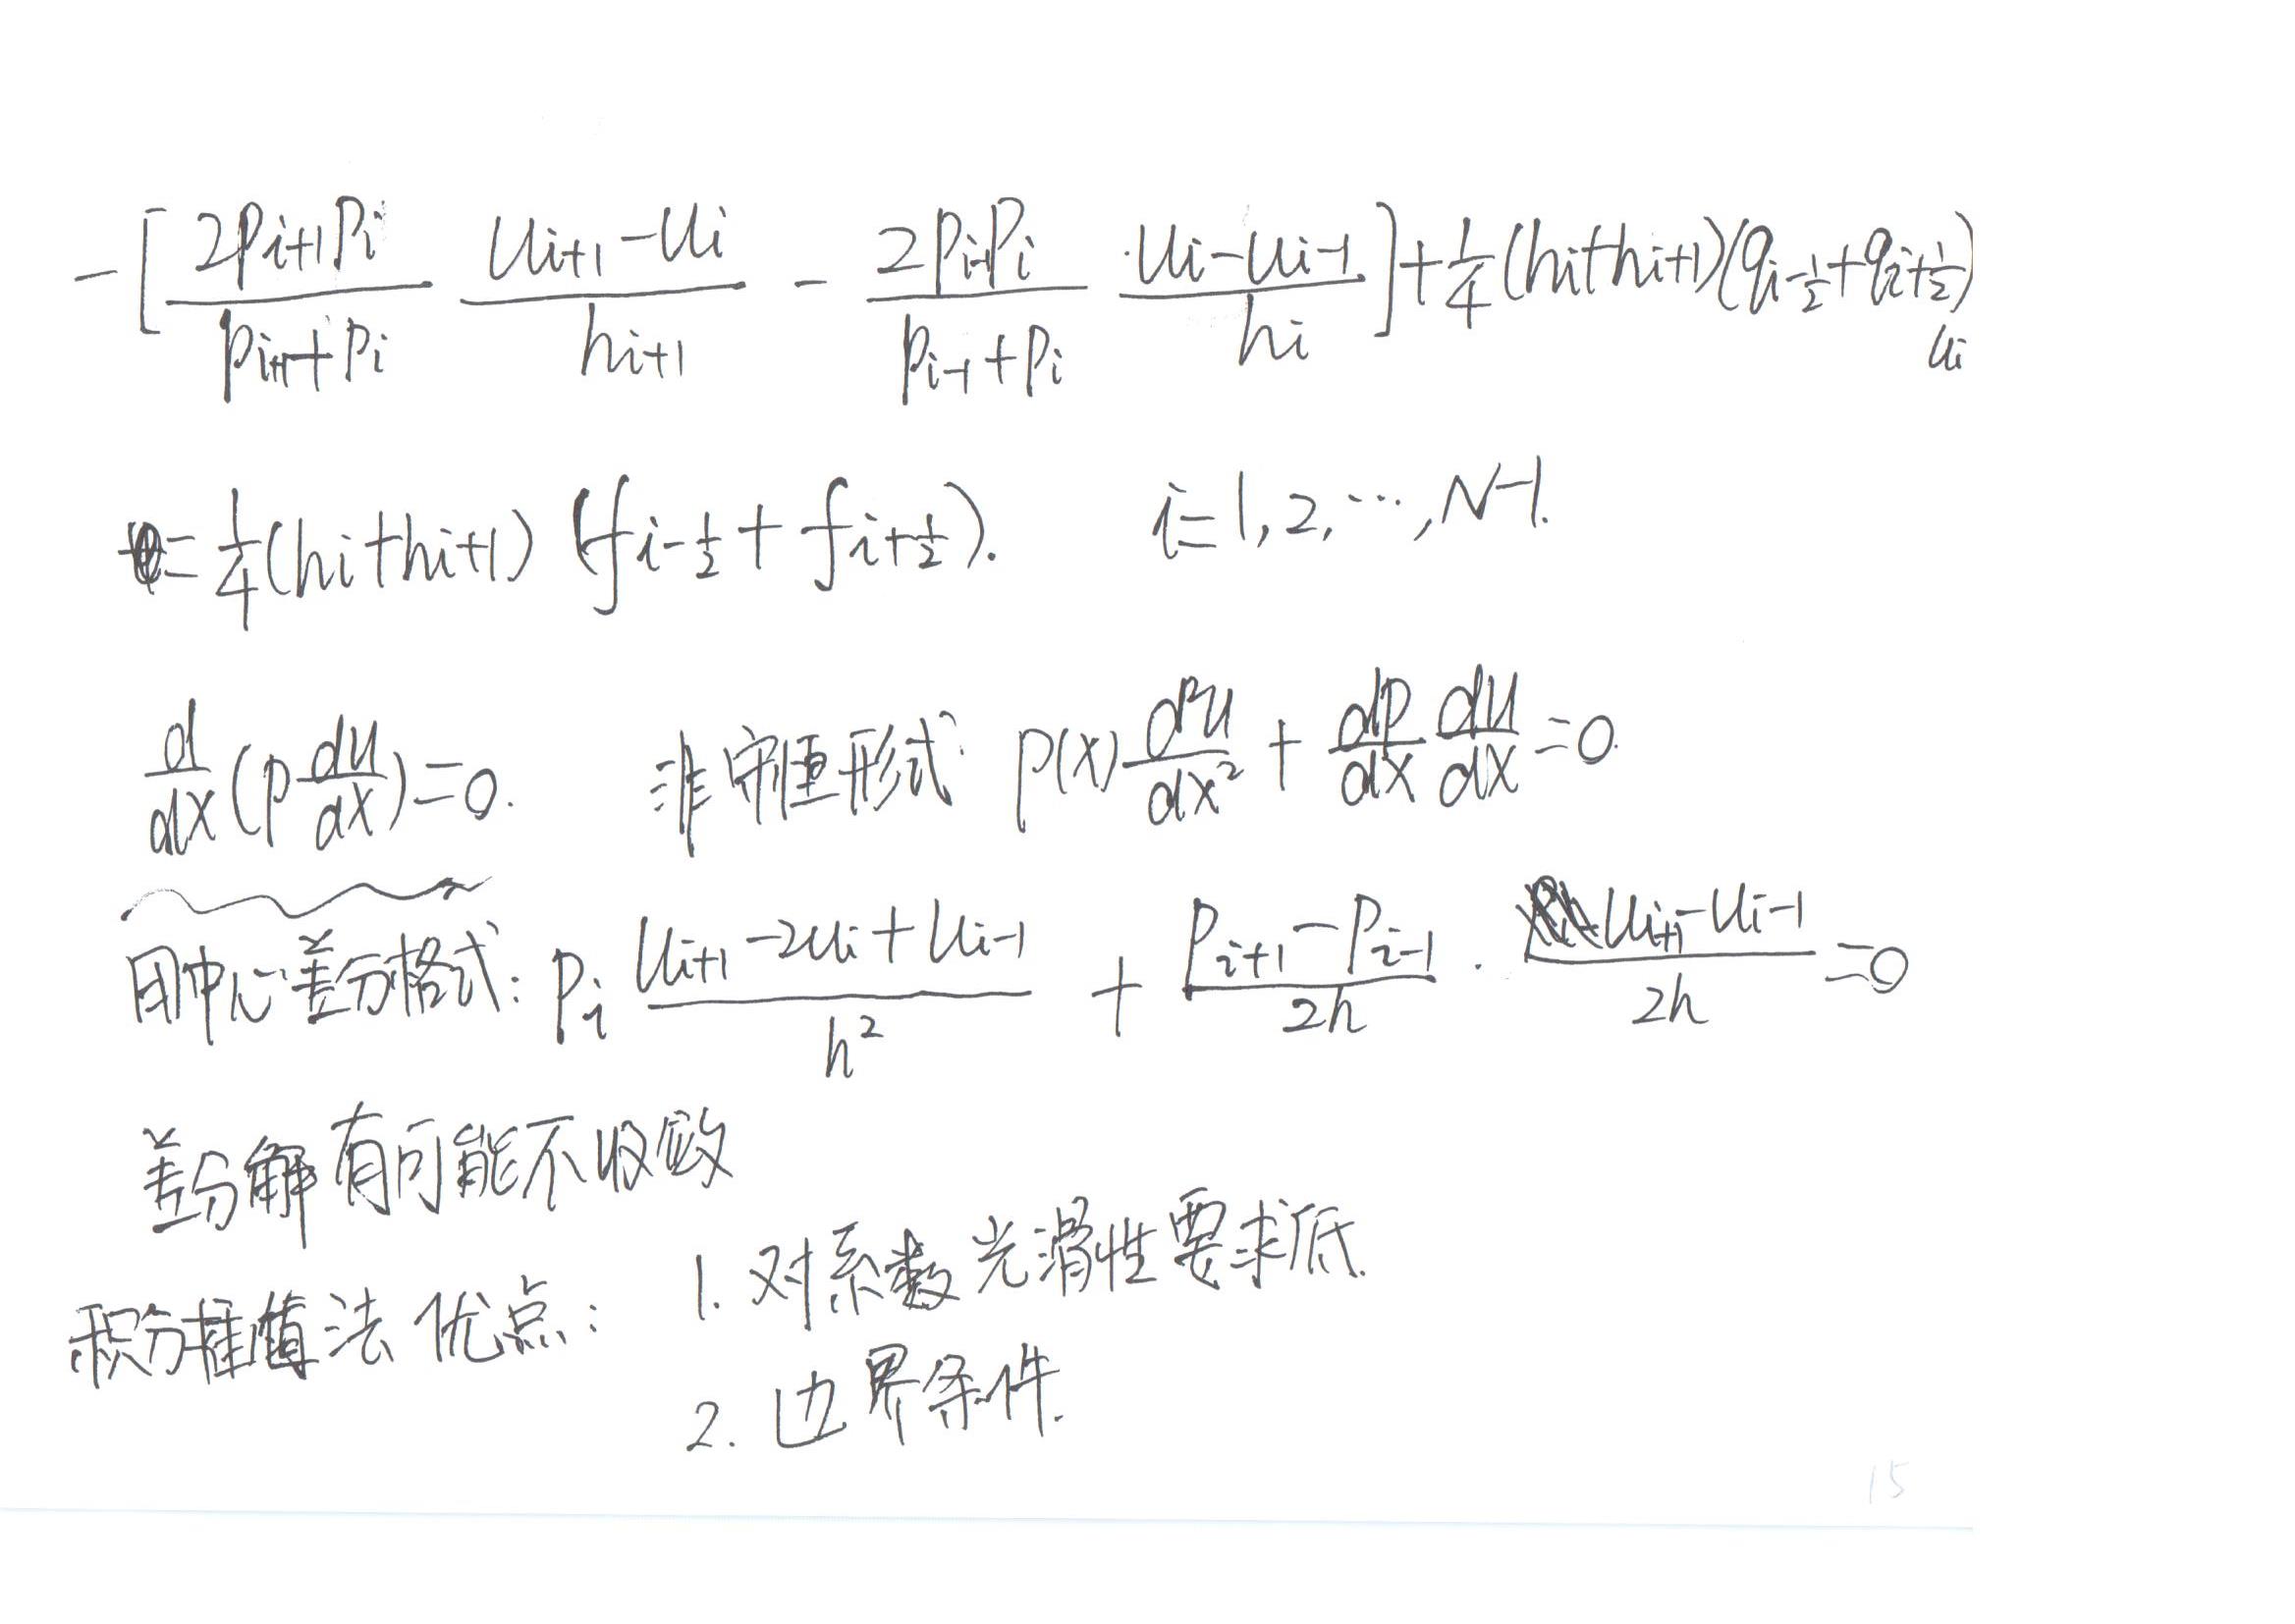 -[ \frac{2p_{i+1}p_i}{p_{i+1}+p_i} \frac{u_{i+1}-u_i}{h_{i+1}} - \frac{2p_{i-1}p_i}{p_{i-1}+p_i} \cdot \frac{u_i-u_{i-1}}{h_i} ] + \frac{1}{4}(h_i+h_{i+1})(q_{i-\frac{1}{2}}+q_{i+\frac{1}{2}}) u_i
= \frac{1}{4}(h_i+h_{i+1}) (f_{i-\frac{1}{2}}+f_{i+\frac{1}{2}}). i=1,2,…,N-1.
\frac{d}{dx}(p\frac{du}{dx})=0. 非守恒形式: p(x)\frac{d^2u}{dx^2}+\frac{dp}{dx}\frac{du}{dx}=0.
用中心差分格式: p_i \frac{u_{i+1}-2u_i+u_{i-1}}{h^2} + \frac{p_{i+1}-p_{i-1}}{2h} \cdot \frac{u_{i+1}-u_{i-1}}{2h}=0
差分解有可能不收敛
积分插值法优点: 1. 对系数光滑性要求低.
2. 边界条件.
15